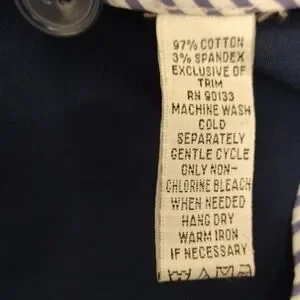 97% COTTON
3% SPANDEX
EXCLUSIVE OF
TRIM
RN 90133
MACHINE WASH
COLD
SEPARATELY
GENTLE CYCLE
ONLY NON-
CHLORINE BLEACH
WHEN NEEDED
HANG DRY
WARM IRON
IF NECESSARY